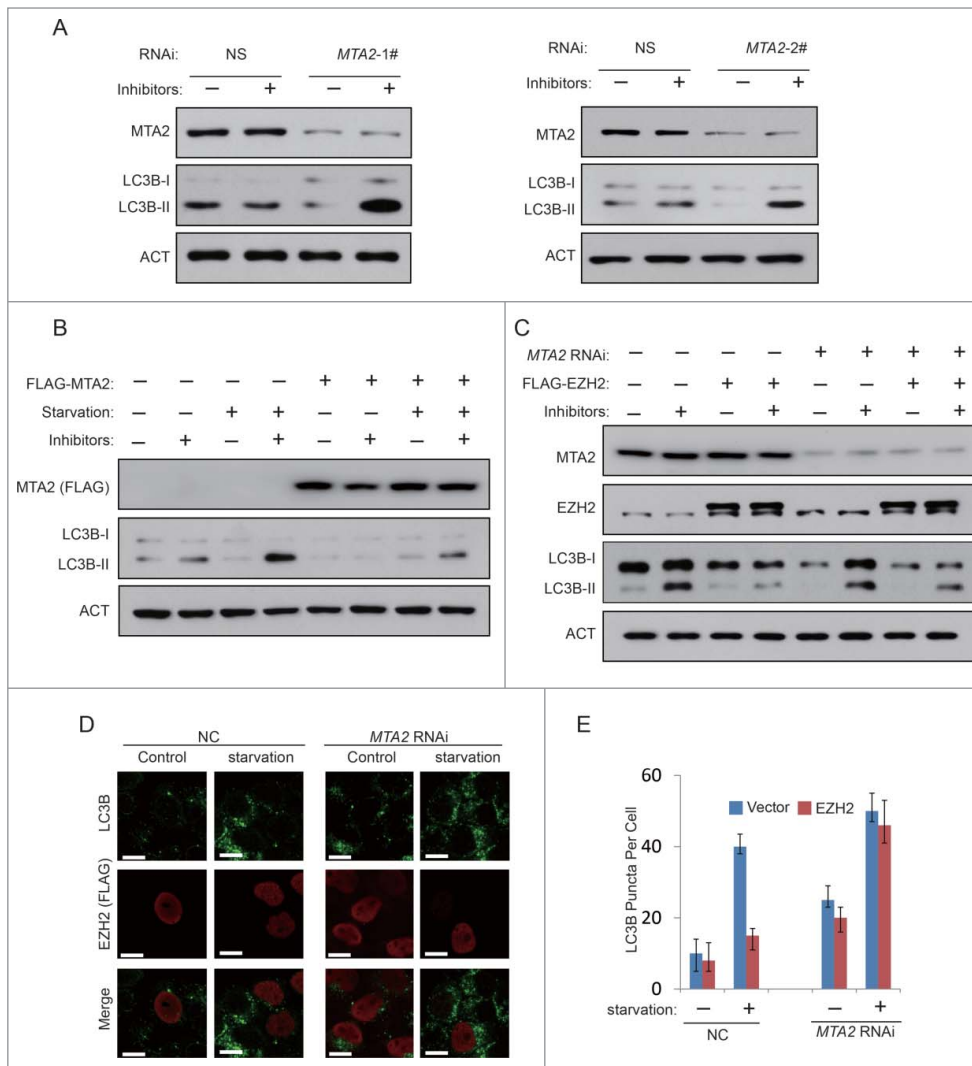 A
RNAi: NS MTA2-1#
Inhibitors: – + – +
MTA2
LC3B-I
LC3B-II
ACT
RNAi: NS MTA2-2#
Inhibitors: – + – +
MTA2
LC3B-I
LC3B-II
ACT
B
FLAG-MTA2: – – – – + + + +
Starvation: – – + + – – + +
Inhibitors: – + – + – + – +
MTA2 (FLAG)
LC3B-I
LC3B-II
ACT
C
MTA2 RNAi: – – – – + + + +
FLAG-EZH2: – – + + – – + +
Inhibitors: – + – + – + – +
MTA2
EZH2
LC3B-I
LC3B-II
ACT
D
NC MTA2 RNAi
Control starvation Control starvation
LC3B
EZH2 (FLAG)
Merge
E
LC3B Puncta Per Cell
60
40
20
0
Vector EZH2
starvation: – + – +
NC MTA2 RNAi